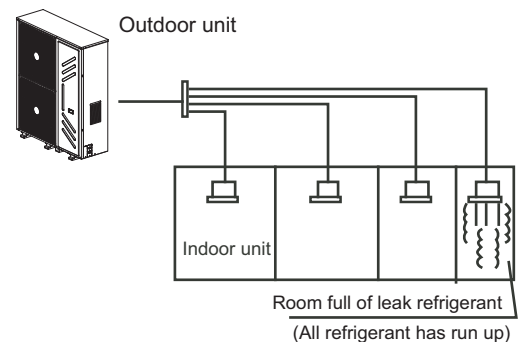 Outdoor unit
Indoor unit
Room full of leak refrigerant
(All refrigerant has run up)